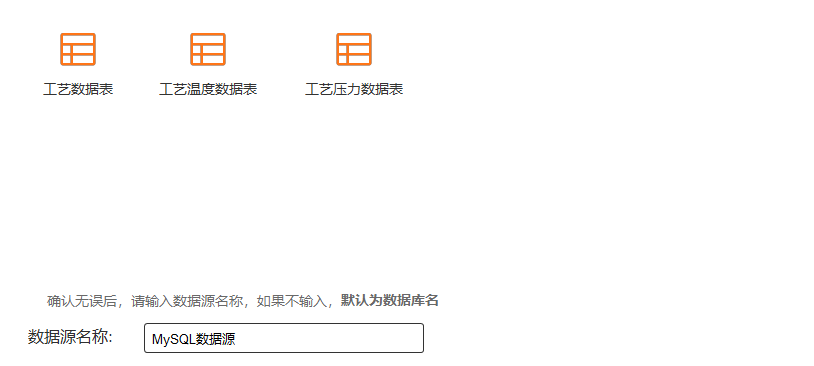 工艺数据表 工艺温度数据表 工艺压力数据表
确认无误后，请输入数据源名称，如果不输入，默认为数据库名
数据源名称: MySQL数据源